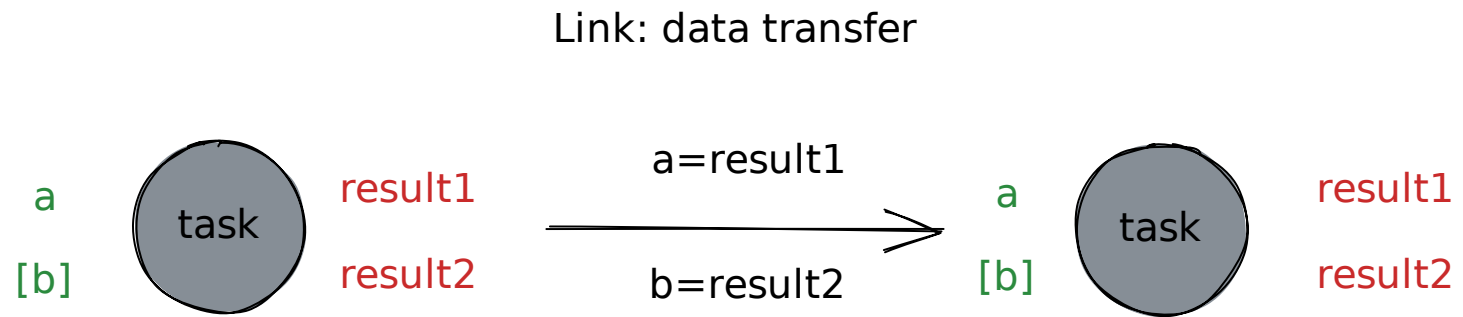 Link: data transfer
a
[b]
task
result1
result2
a=result1
b=result2
a
[b]
task
result1
result2